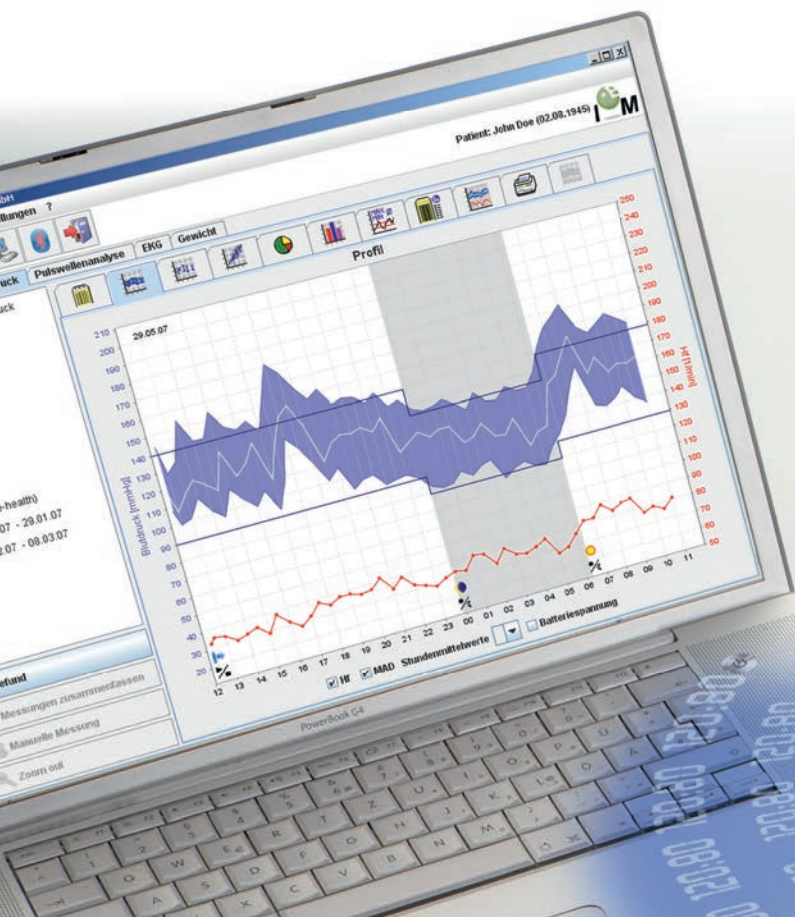 Patient: John Doe (02.08.1945)
I M
?
Pulswellenanalyse
EKG
Gewicht
Profil
29.05.07
210
200
190
180
170
160
150
140
130
120
110
100
90
80
70
60
50
40
30
20
Blutdruck [mmHg]
250
240
230
220
210
200
190
180
170
160
150
140
130
120
110
100
90
80
70
60
50
Hf [1/min]
12 13 14 15 16 17 18 19 20 21 22 23 00 01 02 03 04 05 06 07 08 09 10 11
Hf MAD Stundenmittelwerte Batteriespannung
07 - 29.01.07
07 - 08.03.07
Messungen zusammenfassen
Manuelle Messung
Zoom out
PowerBook G4
Q W E R T Z U I O P Ü
A S D F G H J K L
X C V B N M
08:02